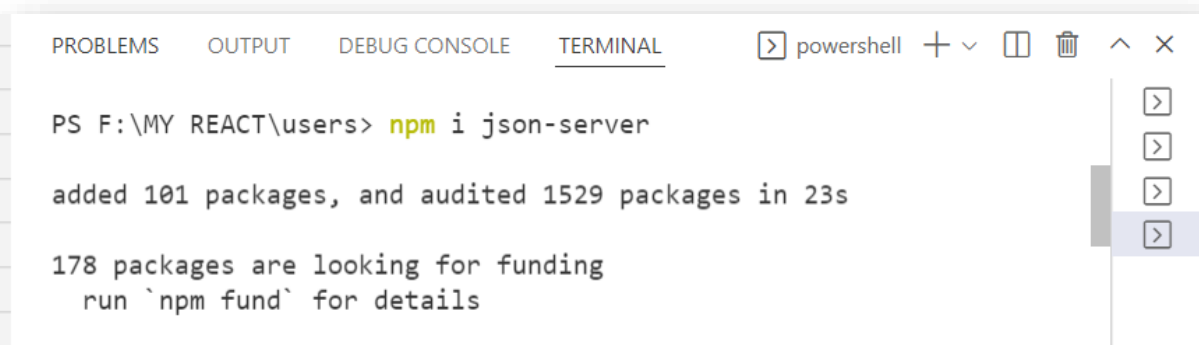 PROBLEMS OUTPUT DEBUG CONSOLE TERMINAL powershell
PS F:\MY REACT\users> npm i json-server
added 101 packages, and audited 1529 packages in 23s
178 packages are looking for funding
  run `npm fund` for details